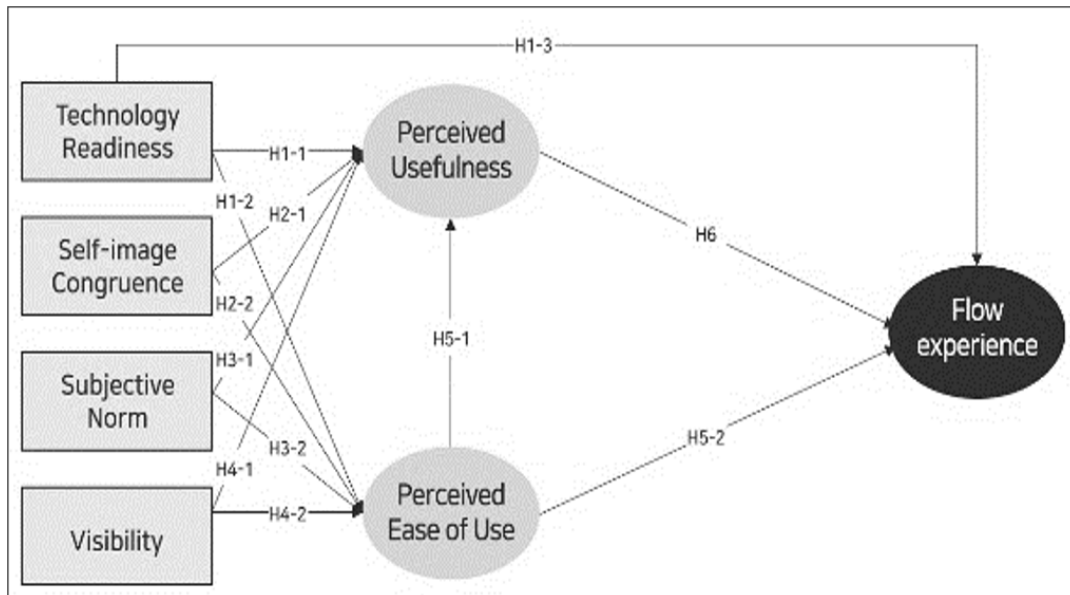 H1-3
Technology
Readiness
Perceived
Usefulness
H1-1
H1-2
H2-1
Self-image
Congruence
H6
H2-2
Flow
experience
H5-1
H3-1
Subjective
Norm
H3-2
H5-2
H4-1
Perceived
Ease of Use
H4-2
Visibility